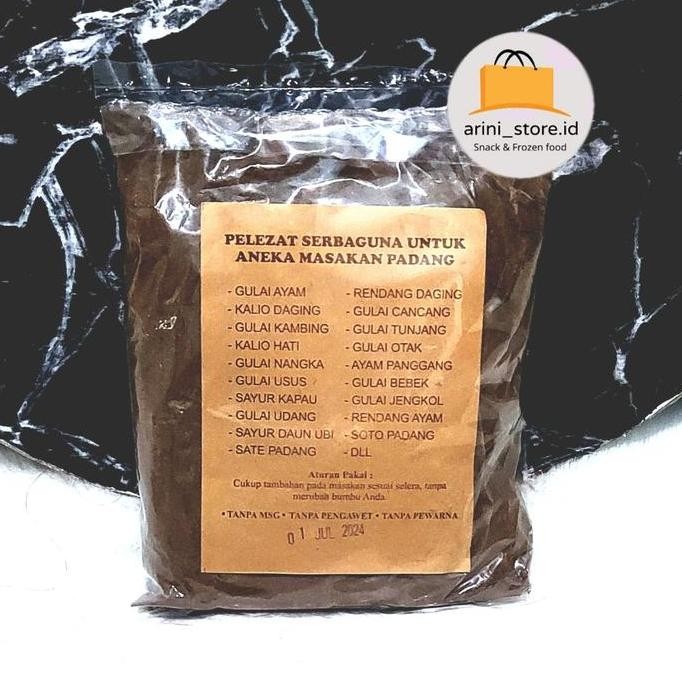 arini_store.id
Snack & Frozen food
PELEZAT SERBAGUNA UNTUK
ANEKA MASAKAN PADANG
- GULAI AYAM - RENDANG DAGING
- KALIO DAGING - GULAI CANCANG
- GULAI KAMBING - GULAI TUNJANG
- KALIO HATI - GULAI OTAK
- GULAI NANGKA - AYAM PANGGANG
- GULAI USUS - GULAI BEBEK
- SAYUR KAPAU - GULAI JENGKOL
- GULAI UDANG - RENDANG AYAM
- SAYUR DAUN UBI - SOTO PADANG
- SATE PADANG - DLL
Aturan Pakai :
Cukup tambahan pada masakan sesuai selera, tanpa
merubah bumbu Anda.
• TANPA MSG • TANPA PENGAWET • TANPA PEWARNA
01 JUL 2024